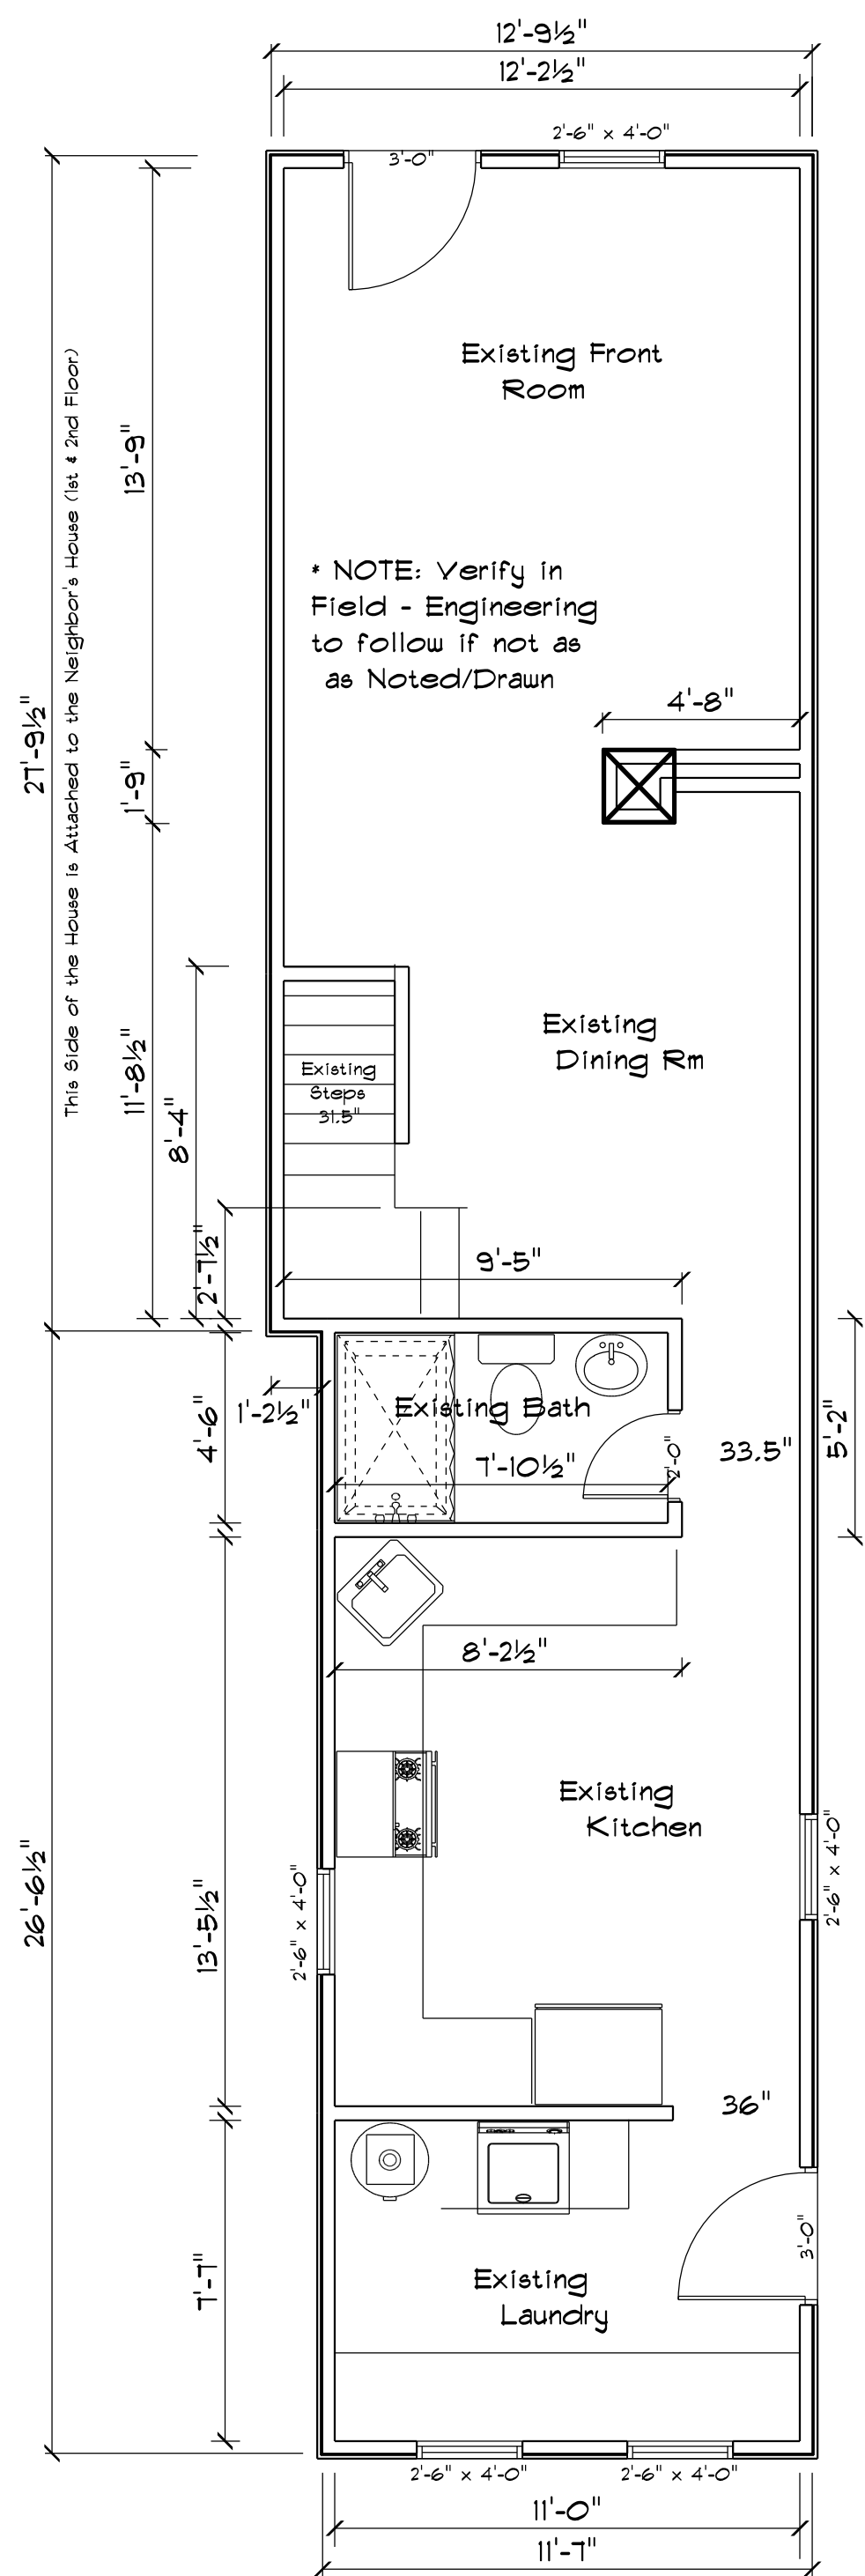 12'-9½"
12'-2½"
2'-6" x 4'-0"
3'-0"
Existing Front
Room
13'-9"
This Side of the House is Attached to the Neighbor's House (1st & 2nd Floor)
* NOTE: Verify in
Field - Engineering
to follow if not as
as Noted/Drawn
4'-8"
27'-9½"
1'-9"
Existing
Dining Rm
Existing
Steps
31.5"
11'-8½"
8'-4"
2'-7½"
9'-5"
1'-2½"
4'-6"
Existing Bath
7'-10½"
2'-0"
33.5"
5'-2"
8'-2½"
Existing
Kitchen
2'-6" x 4'-0"
2'-6" x 4'-0"
26'-6½"
13'-5½"
36"
3'-0"
7'-7"
Existing
Laundry
2'-6" x 4'-0"
2'-6" x 4'-0"
11'-0"
11'-7"